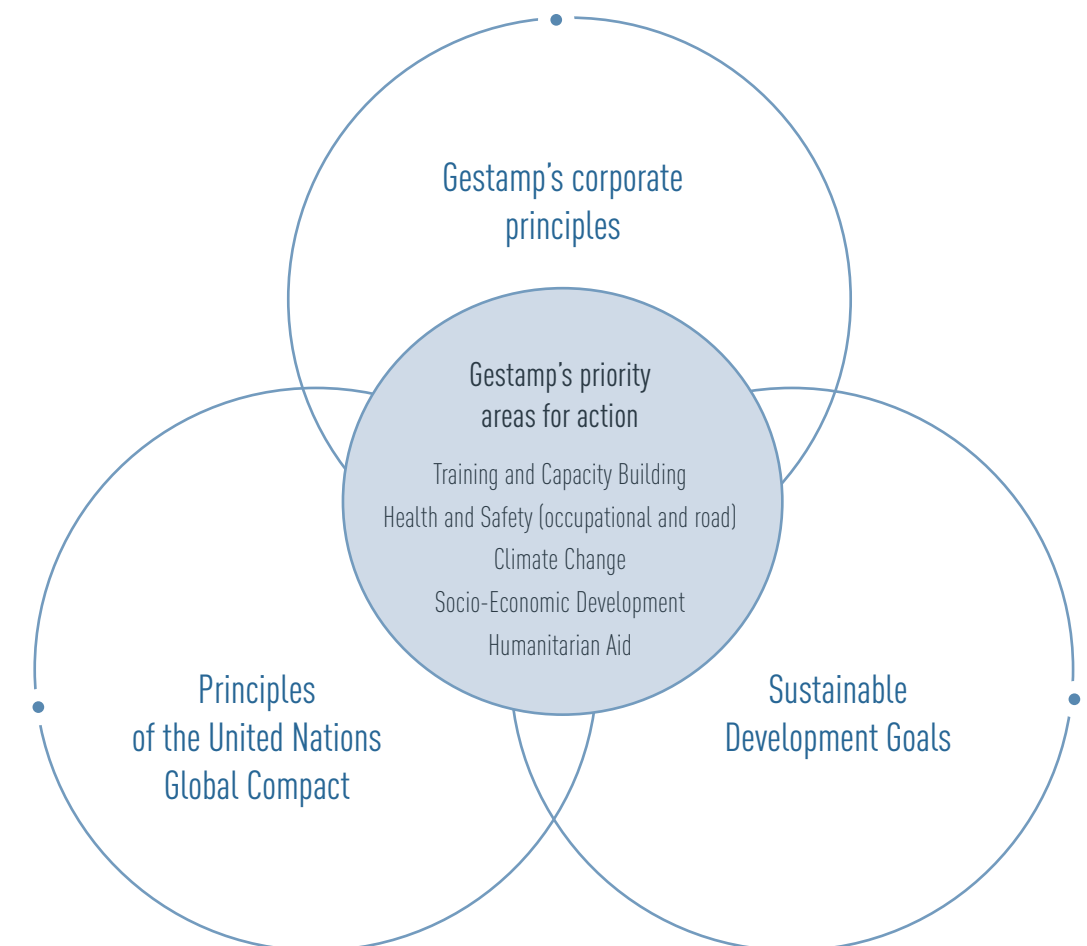 Gestamp's corporate
principles
Gestamp's priority
areas for action
Training and Capacity Building
Health and Safety (occupational and road)
Climate Change
Socio-Economic Development
Humanitarian Aid
Principles
of the United Nations
Global Compact
Sustainable
Development Goals